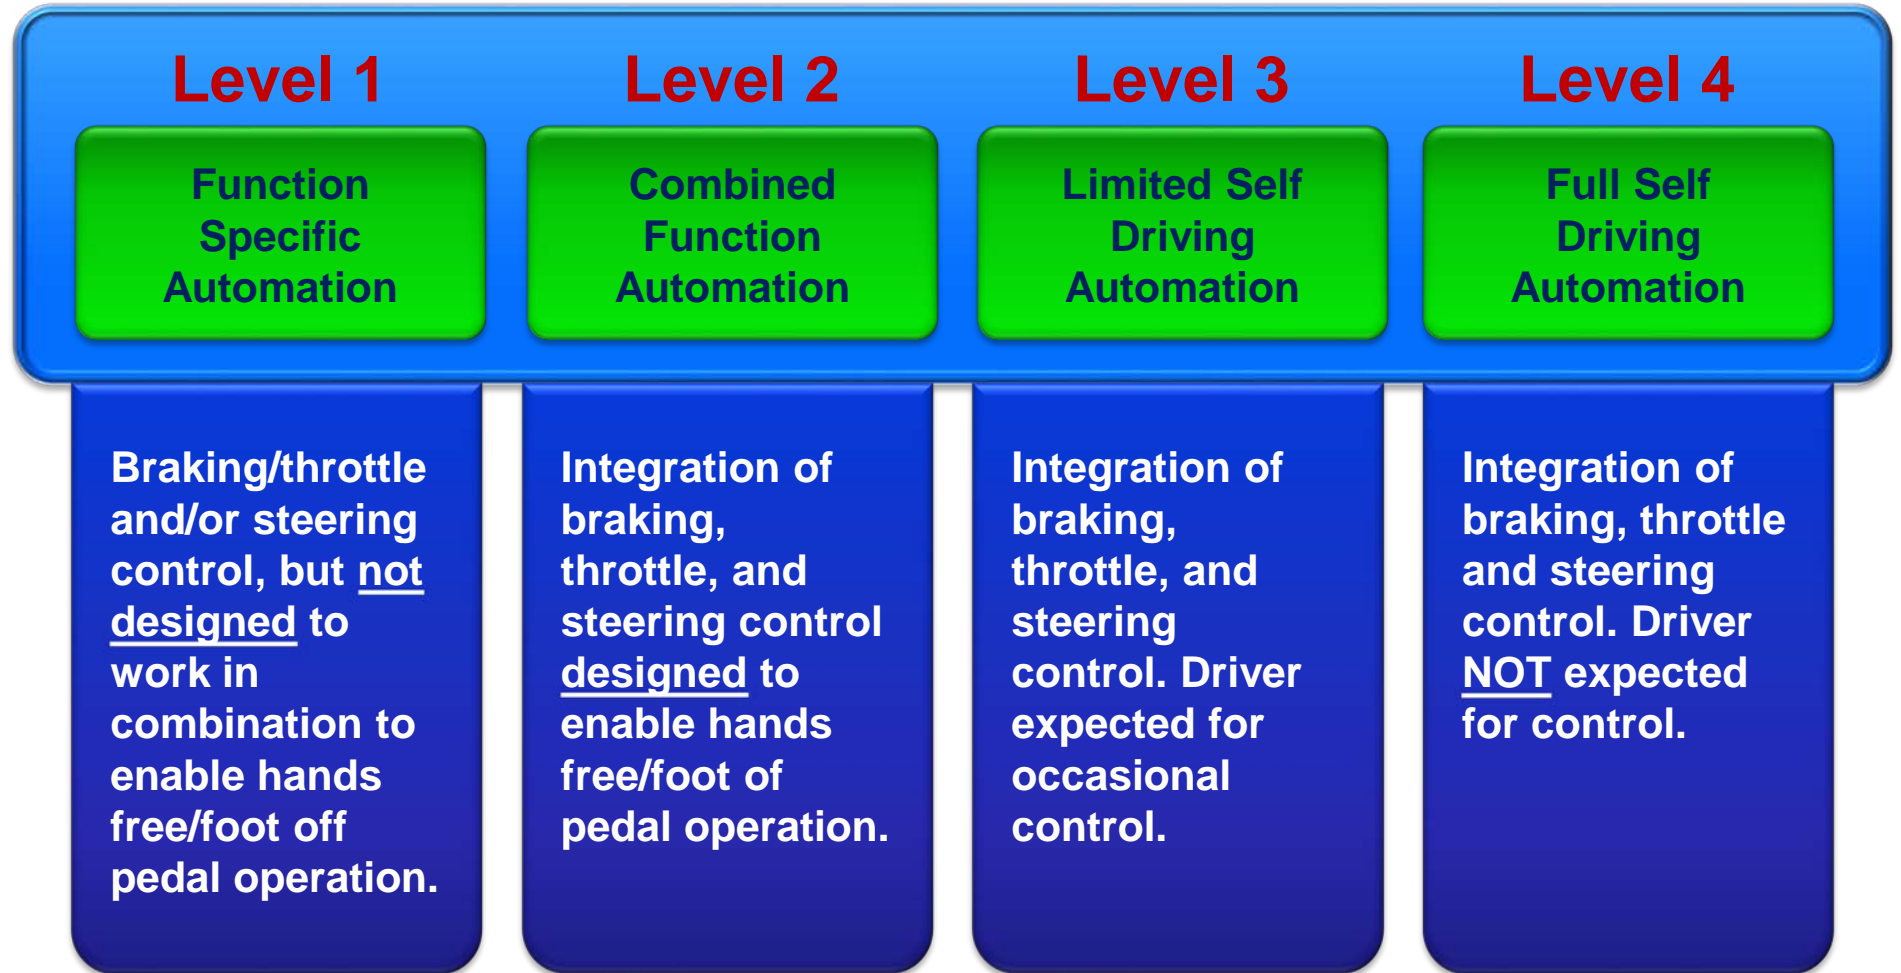 Level 1
Level 2
Level 3
Level 4
Function
Specific
Automation
Combined
Function
Automation
Limited Self
Driving
Automation
Full Self
Driving
Automation
Braking/throttle
and/or steering
control, but not
designed to
work in
combination to
enable hands
free/foot off
pedal operation.
Integration of
braking,
throttle, and
steering control
designed to
enable hands
free/foot of
pedal operation.
Integration of
braking,
throttle, and
steering
control. Driver
expected for
occasional
control.
Integration of
braking, throttle
and steering
control. Driver
NOT expected
for control.